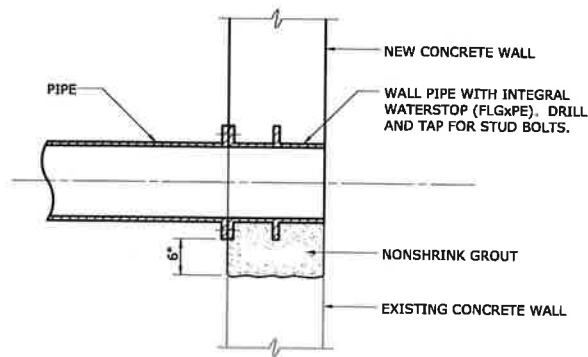 NEW CONCRETE WALL
PIPE
WALL PIPE WITH INTEGRAL
WATERSTOP (FLGxPE). DRILL
AND TAP FOR STUD BOLTS.
6"
NONSHRINK GROUT
EXISTING CONCRETE WALL